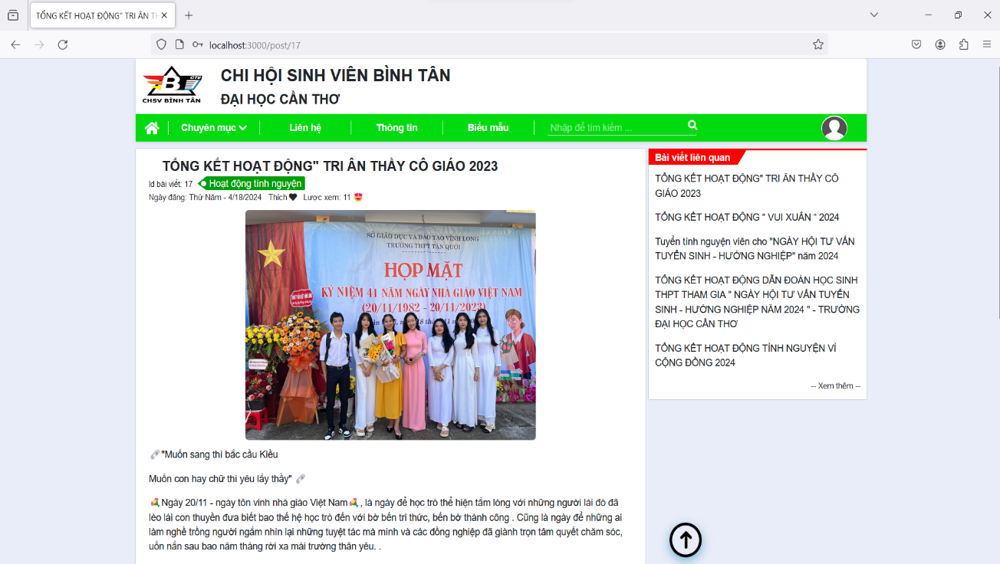 TỔNG KẾT HOẠT ĐỘNG" TRI ÂN TH
localhost:3000/post/17
CTU
B
CHSV BÌNH TÂN
CHI HỘI SINH VIÊN BÌNH TÂN
ĐẠI HỌC CẦN THƠ
Chuyên mục
Liên hệ
Thông tin
Biểu mẫu
Nhập để tìm kiếm ...
TỔNG KẾT HOẠT ĐỘNG" TRI ÂN THẦY CÔ GIÁO 2023
Id bài viết: 17
Hoạt động tình nguyện
Ngày đăng: Thứ Năm - 4/18/2024 Thích🖤 Lược xem: 11 😍
SỞ GIÁO DỤC VÀ ĐÀO TẠO VĨNH LONG
TRƯỜNG THPT TÂN QUỚI
HỌP MẶT
KỶ NIỆM 41 NĂM NGÀY NHÀ GIÁO VIỆT NAM
(20/11/1982 - 20/11/2023)
"Muốn sang thì bắc cầu Kiều
Muốn con hay chữ thì yêu lấy thầy"
Ngày 20/11 - ngày tôn vinh nhà giáo Việt Nam , là ngày để học trò thể hiện tấm lòng với những người lái đò đã
lèo lái con thuyền đưa biết bao thế hệ học trò đến với bờ bến tri thức, bến bờ thành công . Cũng là ngày để những ai
làm nghề trồng người ngắm nhìn lại những tuyệt tác mà mình và các đồng nghiệp đã giành trọn tâm quyết chăm sóc,
uốn nắn sau bao năm tháng rời xa mái trường thân yêu. .
Bài viết liên quan
TỔNG KẾT HOẠT ĐỘNG" TRI ÂN THẦY CÔ
GIÁO 2023
TỔNG KẾT HOẠT ĐỘNG “ VUI XUÂN “ 2024
Tuyển tình nguyện viên cho "NGÀY HỘI TƯ VẤN
TUYỂN SINH - HƯỚNG NGHIỆP" năm 2024
TỔNG KẾT HOẠT ĐỘNG DẪN ĐOÀN HỌC SINH
THPT THAM GIA " NGÀY HỘI TƯ VẤN TUYỂN
SINH - HƯỚNG NGHIỆP NĂM 2024 " - TRƯỜNG
ĐẠI HỌC CẦN THƠ
TỔNG KẾT HOẠT ĐỘNG TÌNH NGUYỆN VÌ
CỘNG ĐỒNG 2024
-- Xem thêm --